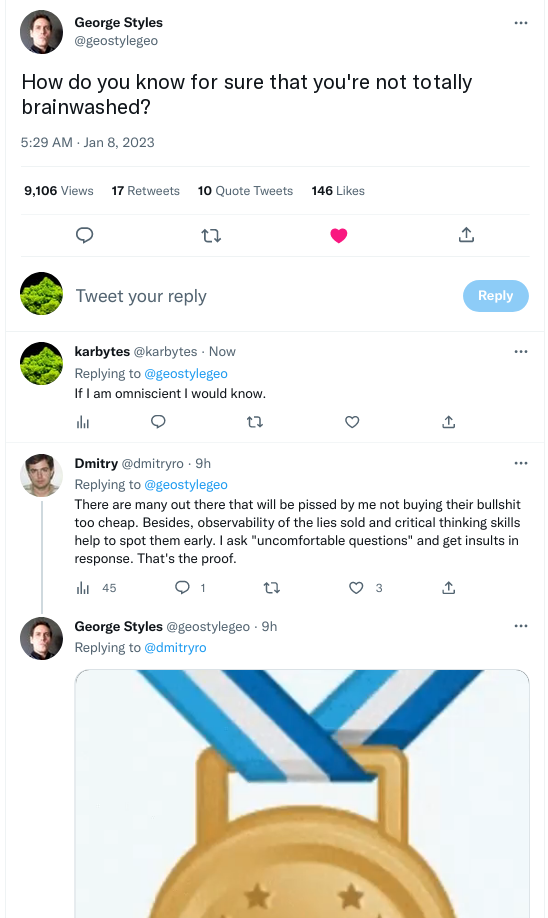 George Styles
@geostylegeo
How do you know for sure that you're not totally
brainwashed?
5:29 AM · Jan 8, 2023
9,106 Views 17 Retweets 10 Quote Tweets 146 Likes
Tweet your reply
Reply
karbytes @karbytes · Now
Replying to @geostylegeo
If I am omniscient I would know.
Dmitry @dmitryro · 9h
Replying to @geostylegeo
There are many out there that will be pissed by me not buying their bullshit
too cheap. Besides, observability of the lies sold and critical thinking skills
help to spot them early. I ask "uncomfortable questions" and get insults in
response. That's the proof.
45 1 3
George Styles @geostylegeo · 9h
Replying to @dmitryro